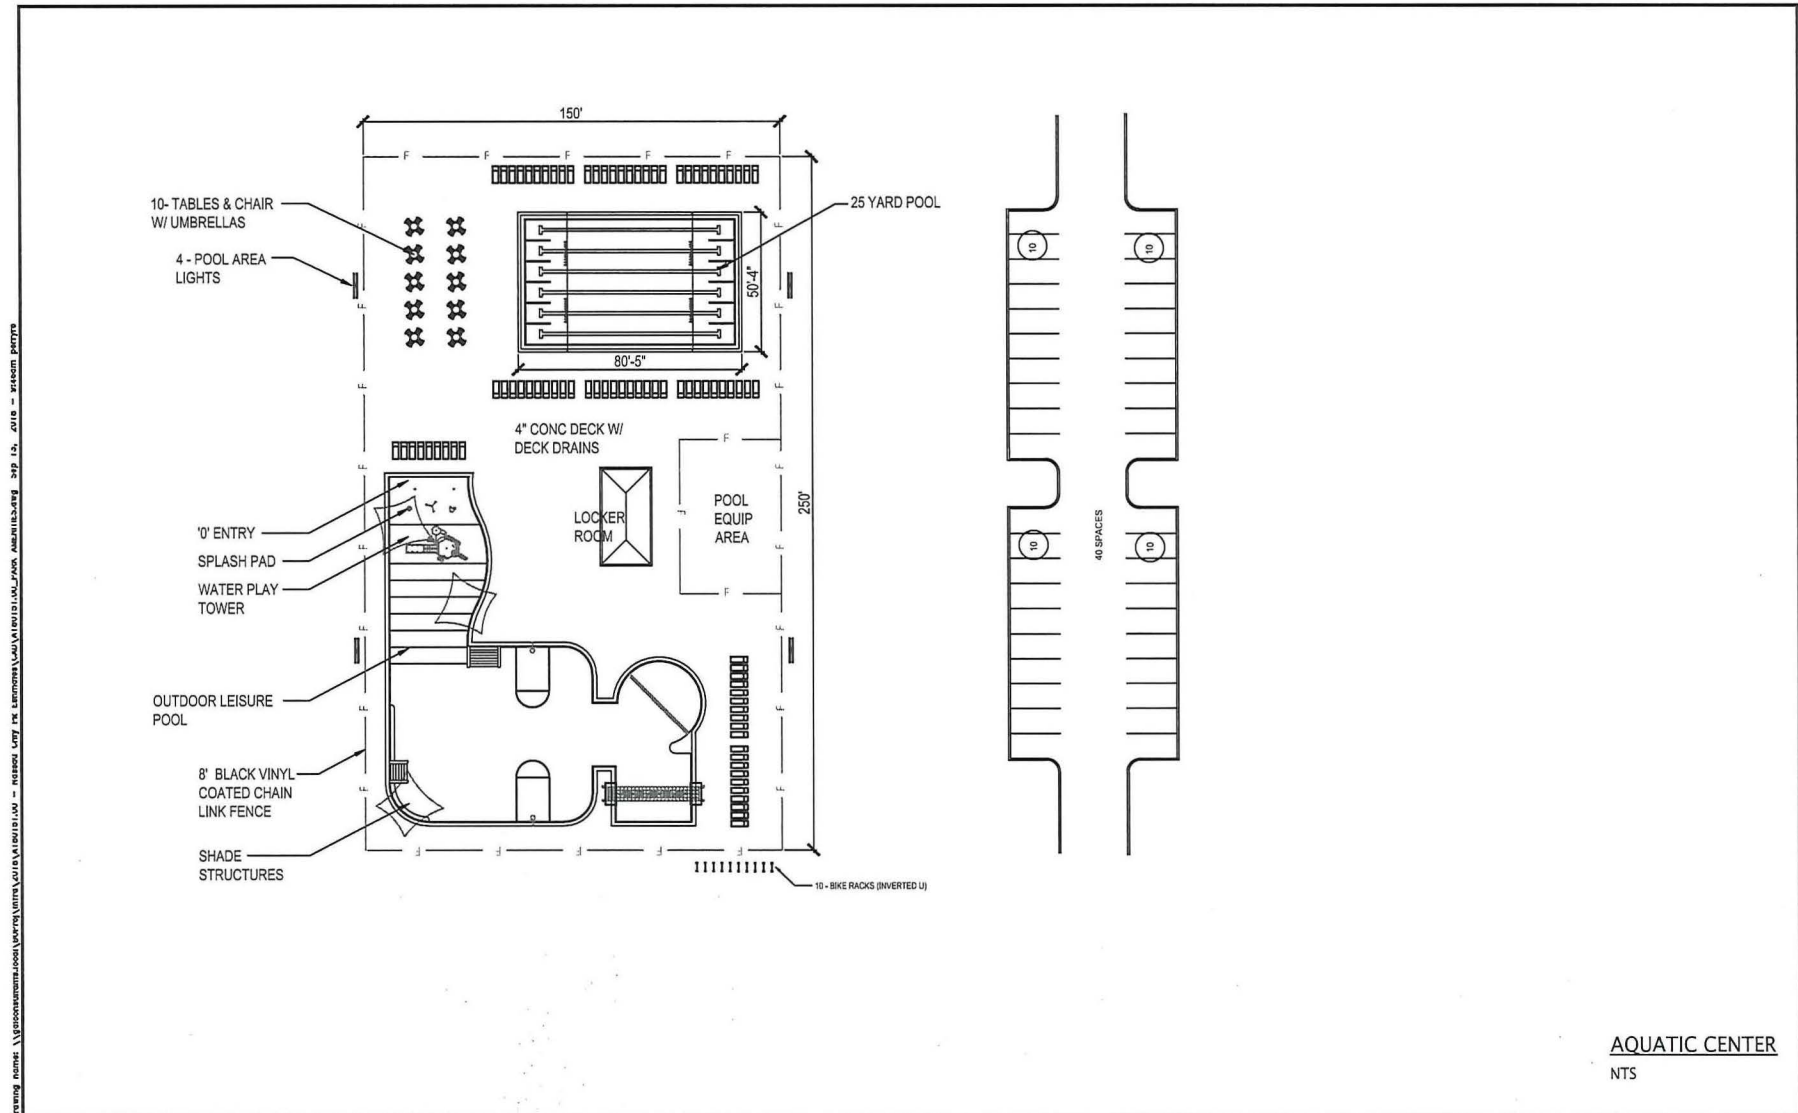 150'
F F F F F
10- TABLES & CHAIR
W/ UMBRELLAS
25 YARD POOL
4 - POOL AREA
LIGHTS
50'-4"
80'-5"
4" CONC DECK W/
DECK DRAINS
F
POOL
EQUIP
AREA
F
F
250'
LOCKER
ROOM
'0' ENTRY
SPLASH PAD
WATER PLAY
TOWER
OUTDOOR LEISURE
POOL
8' BLACK VINYL
COATED CHAIN
LINK FENCE
SHADE
STRUCTURES
F F F F F
F F F F F F F F
F F F F F F F F
10 - BIKE RACKS (INVERTED U)
10
10
10
10
40 SPACES
AQUATIC CENTER
NTS